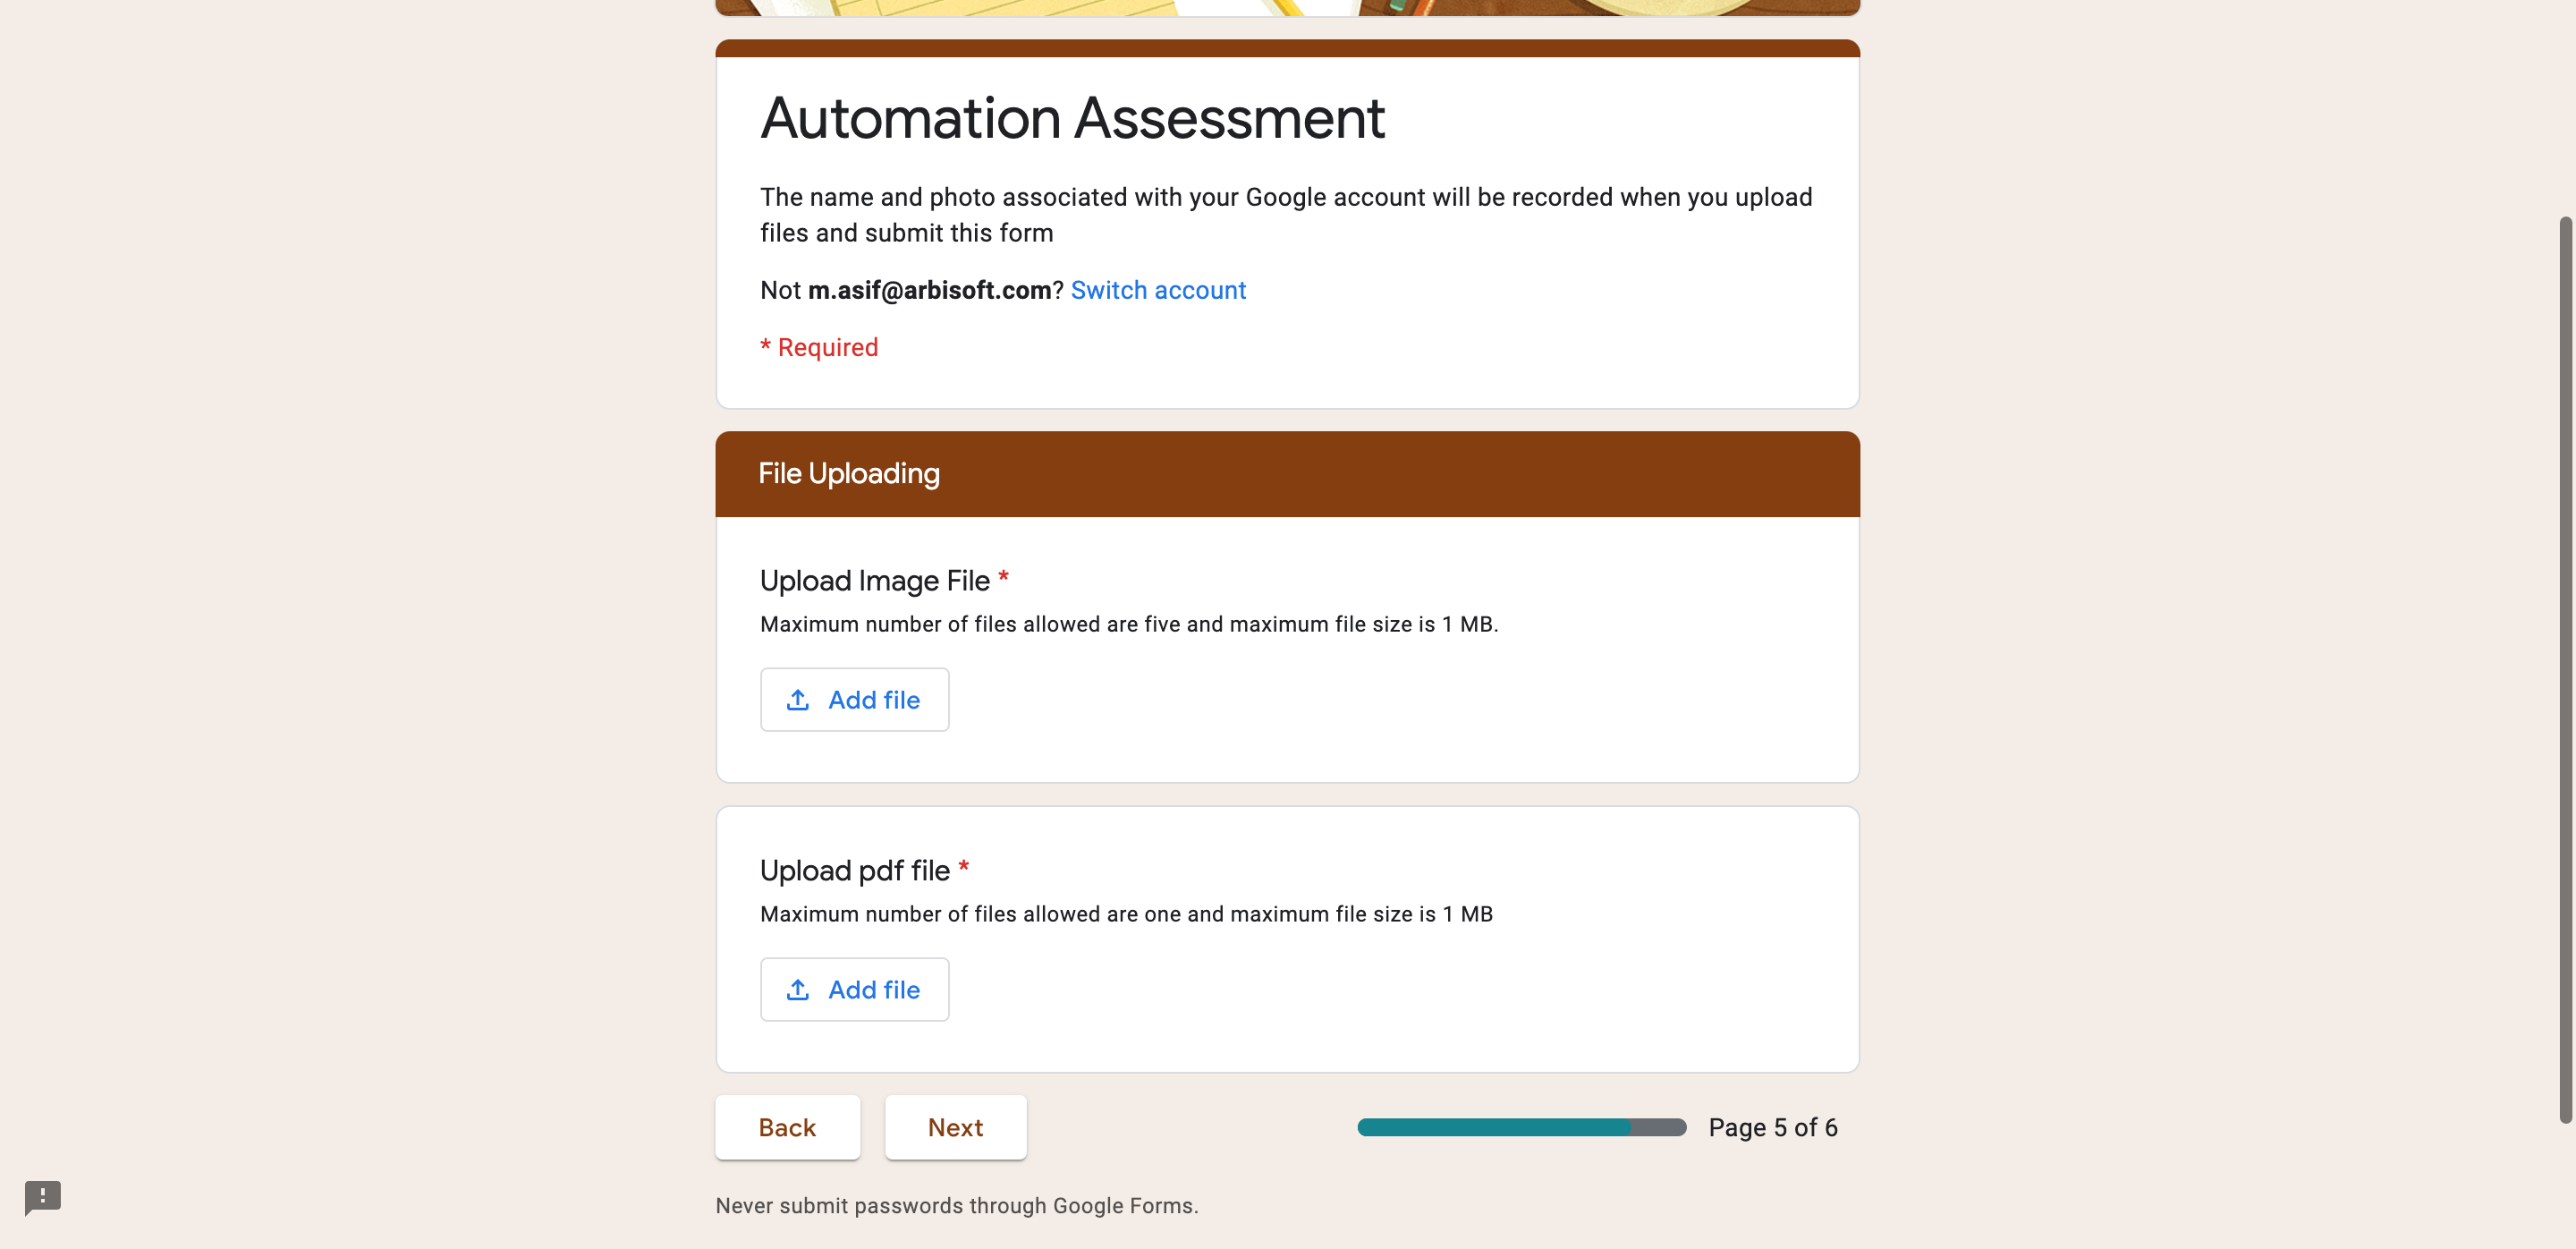 Automation Assessment
The name and photo associated with your Google account will be recorded when you upload
files and submit this form
Not m.asif@arbisoft.com? Switch account
* Required
File Uploading
Upload Image File *
Maximum number of files allowed are five and maximum file size is 1 MB.
Add file
Upload pdf file *
Maximum number of files allowed are one and maximum file size is 1 MB
Add file
Back
Next
Page 5 of 6
Never submit passwords through Google Forms.